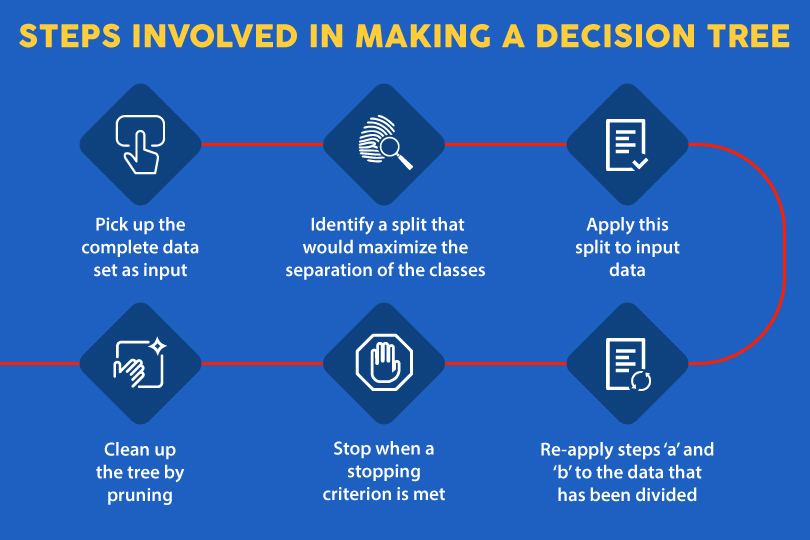 STEPS INVOLVED IN MAKING A DECISION TREE
Pick up the
complete data
set as input
Identify a split that
would maximize the
separation of the classes
Apply this
split to input
data
Re-apply steps ‘a’ and
‘b’ to the data that
has been divided
Stop when a
stopping
criterion is met
Clean up
the tree by
pruning